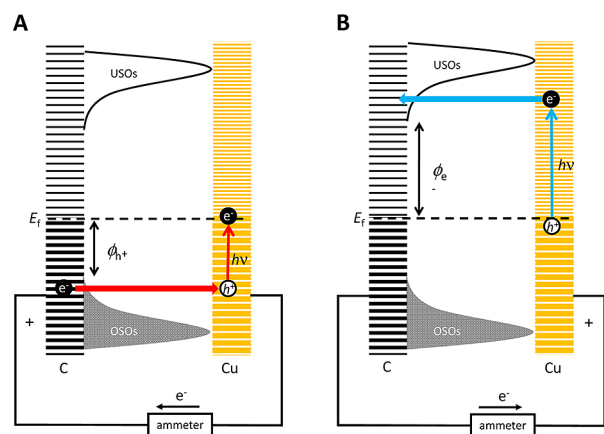 A
USOs
e-
Ef
ϕh+
hν
e-
h+
+
OSOs
C
Cu
e-
ammeter
B
USOs
e-
ϕe
-
hν
Ef
h+
+
OSOs
C
Cu
e-
ammeter